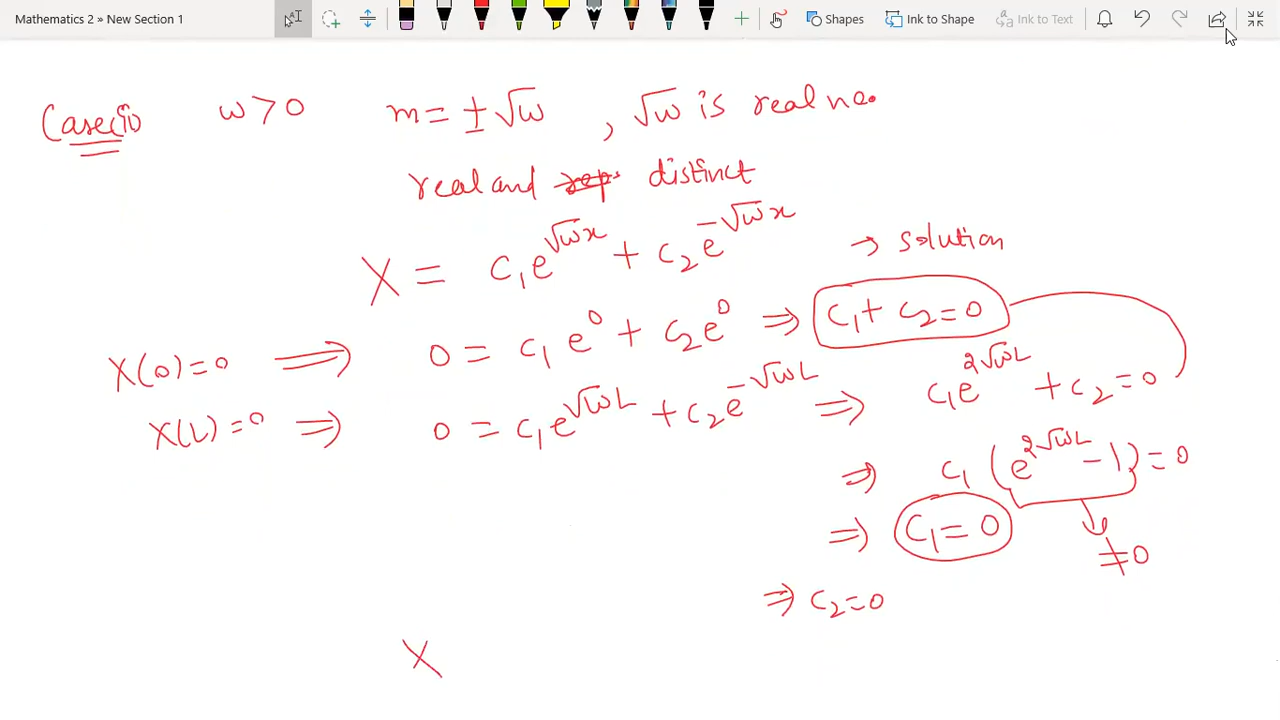 Mathematics 2 » New Section 1
Shapes
Ink to Shape
Ink to Text
w > 0 m = ± √w , √w is real no.
real and rep. distinct
X = c₁e^{√w x} + c₂e^{-√w x} → solution
X(0) = 0 ⟹ 0 = c₁e⁰ + c₂e⁰ ⇒ c₁ + c₂ = 0
X(L) = 0 ⇒ 0 = c₁e^{√w L} + c₂e^{-√w L} ⇒ c₁e^{2√w L} + c₂ = 0
⇒ c₁(e^{2√w L} - 1) = 0
⇒ c₁ = 0
≠ 0
⇒ c₂ = 0
X